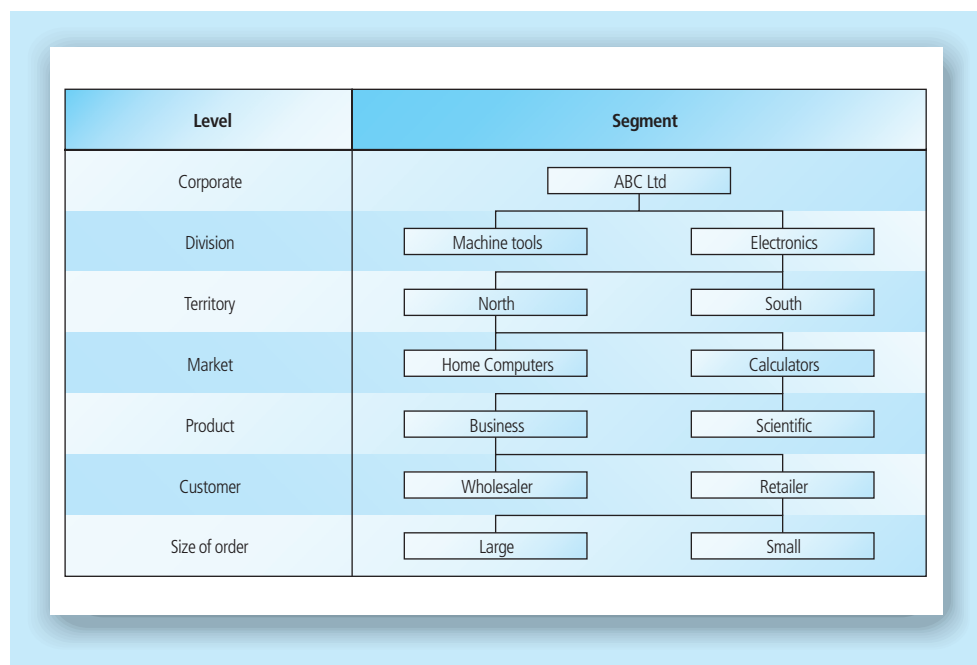 Level Segment
Corporate ABC Ltd
Division Machine tools Electronics
Territory North South
Market Home Computers Calculators
Product Business Scientific
Customer Wholesaler Retailer
Size of order Large Small